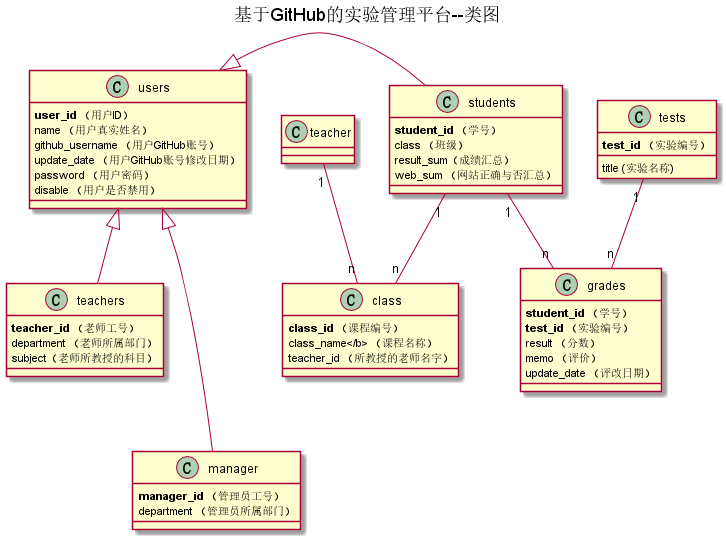 基于GitHub的实验管理平台--类图
C users
user_id （用户ID）
name （用户真实姓名）
github_username （用户GitHub账号）
update_date （用户GitHub账号修改日期）
password （用户密码）
disable （用户是否禁用）
C teacher
C students
student_id （学号）
class （班级）
result_sum（成绩汇总）
web_sum （网站正确与否汇总）
C tests
test_id （实验编号）
title (实验名称)
1
1
1
1
n
n
n
n
C teachers
teacher_id （老师工号）
department （老师所属部门）
subject（老师所教授的科目）
C class
class_id （课程编号）
class_name</b> （课程名称）
teacher_id （所教授的老师名字）
C grades
student_id （学号）
test_id （实验编号）
result （分数）
memo （评价）
update_date （评改日期）
C manager
manager_id （管理员工号）
department （管理员所属部门）